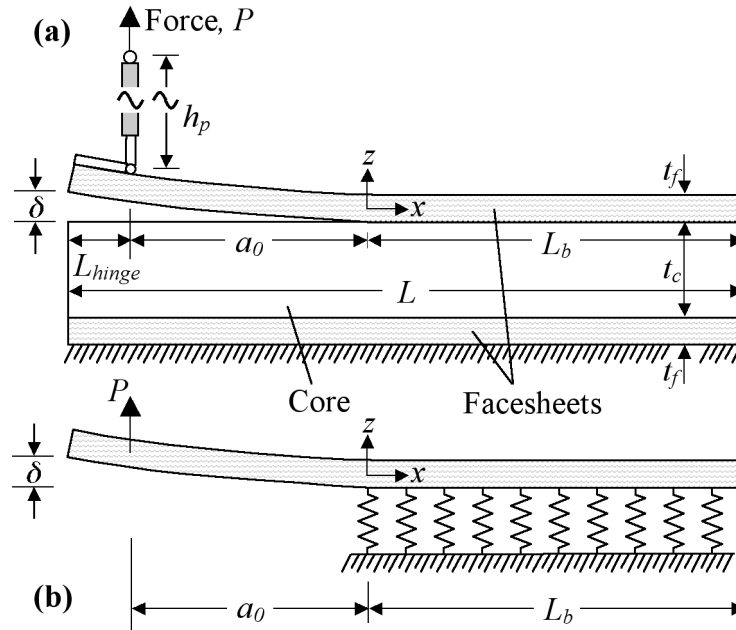 (a)
Force, P
h_p
z
x
t_f
δ
L_hinge
a_0
L_b
t_c
L
Core
Facesheets
t_f
P
z
x
δ
(b)
a_0
L_b